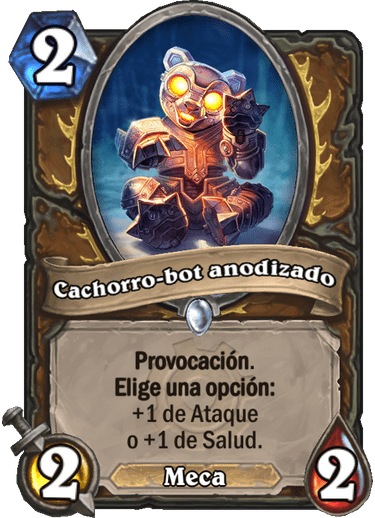 2
Cachorro-bot anodizado
Provocación.
Elige una opción:
+1 de Ataque
o +1 de Salud.
2
Meca
2